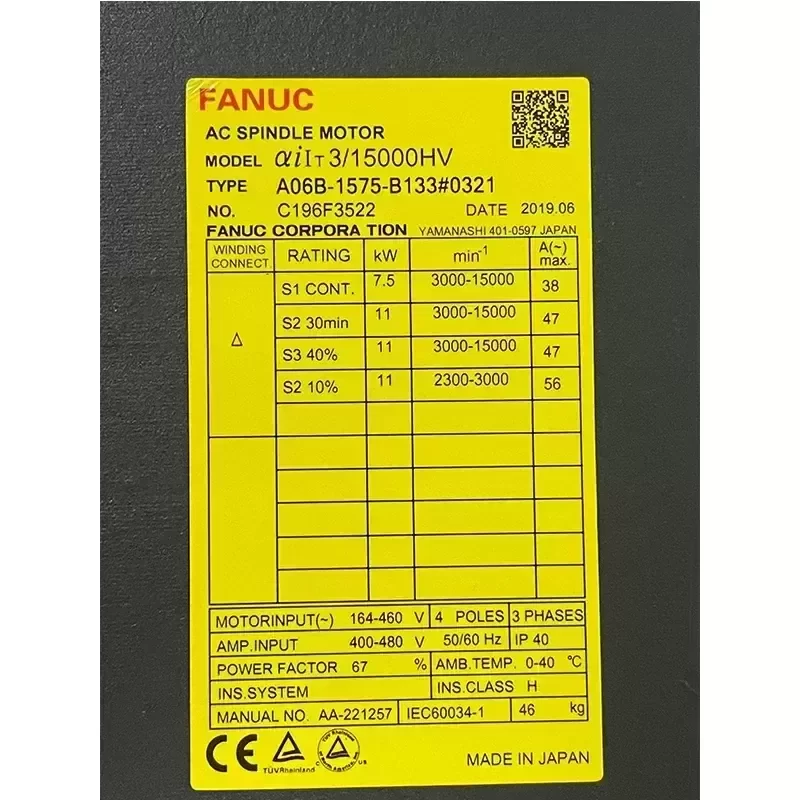 FANUC
AC SPINDLE MOTOR
MODEL αiIT 3/15000HV
TYPE A06B-1575-B133#0321
NO. C196F3522 DATE 2019.06
FANUC CORPORA TION YAMANASHI 401-0597 JAPAN
WINDING CONNECT. RATING kW min-1 A(~) max.
△ S1 CONT. 7.5 3000-15000 38
S2 30min 11 3000-15000 47
S3 40% 11 3000-15000 47
S2 10% 11 2300-3000 56
MOTORINPUT(~) 164-460 V 4 POLES 3 PHASES
AMP.INPUT 400-480 V 50/60 Hz IP 40
POWER FACTOR 67 % AMB.TEMP. 0-40 ℃
INS.SYSTEM INS.CLASS H
MANUAL NO. AA-221257 IEC60034-1 46 kg
CE TÜVRheinland C US MADE IN JAPAN